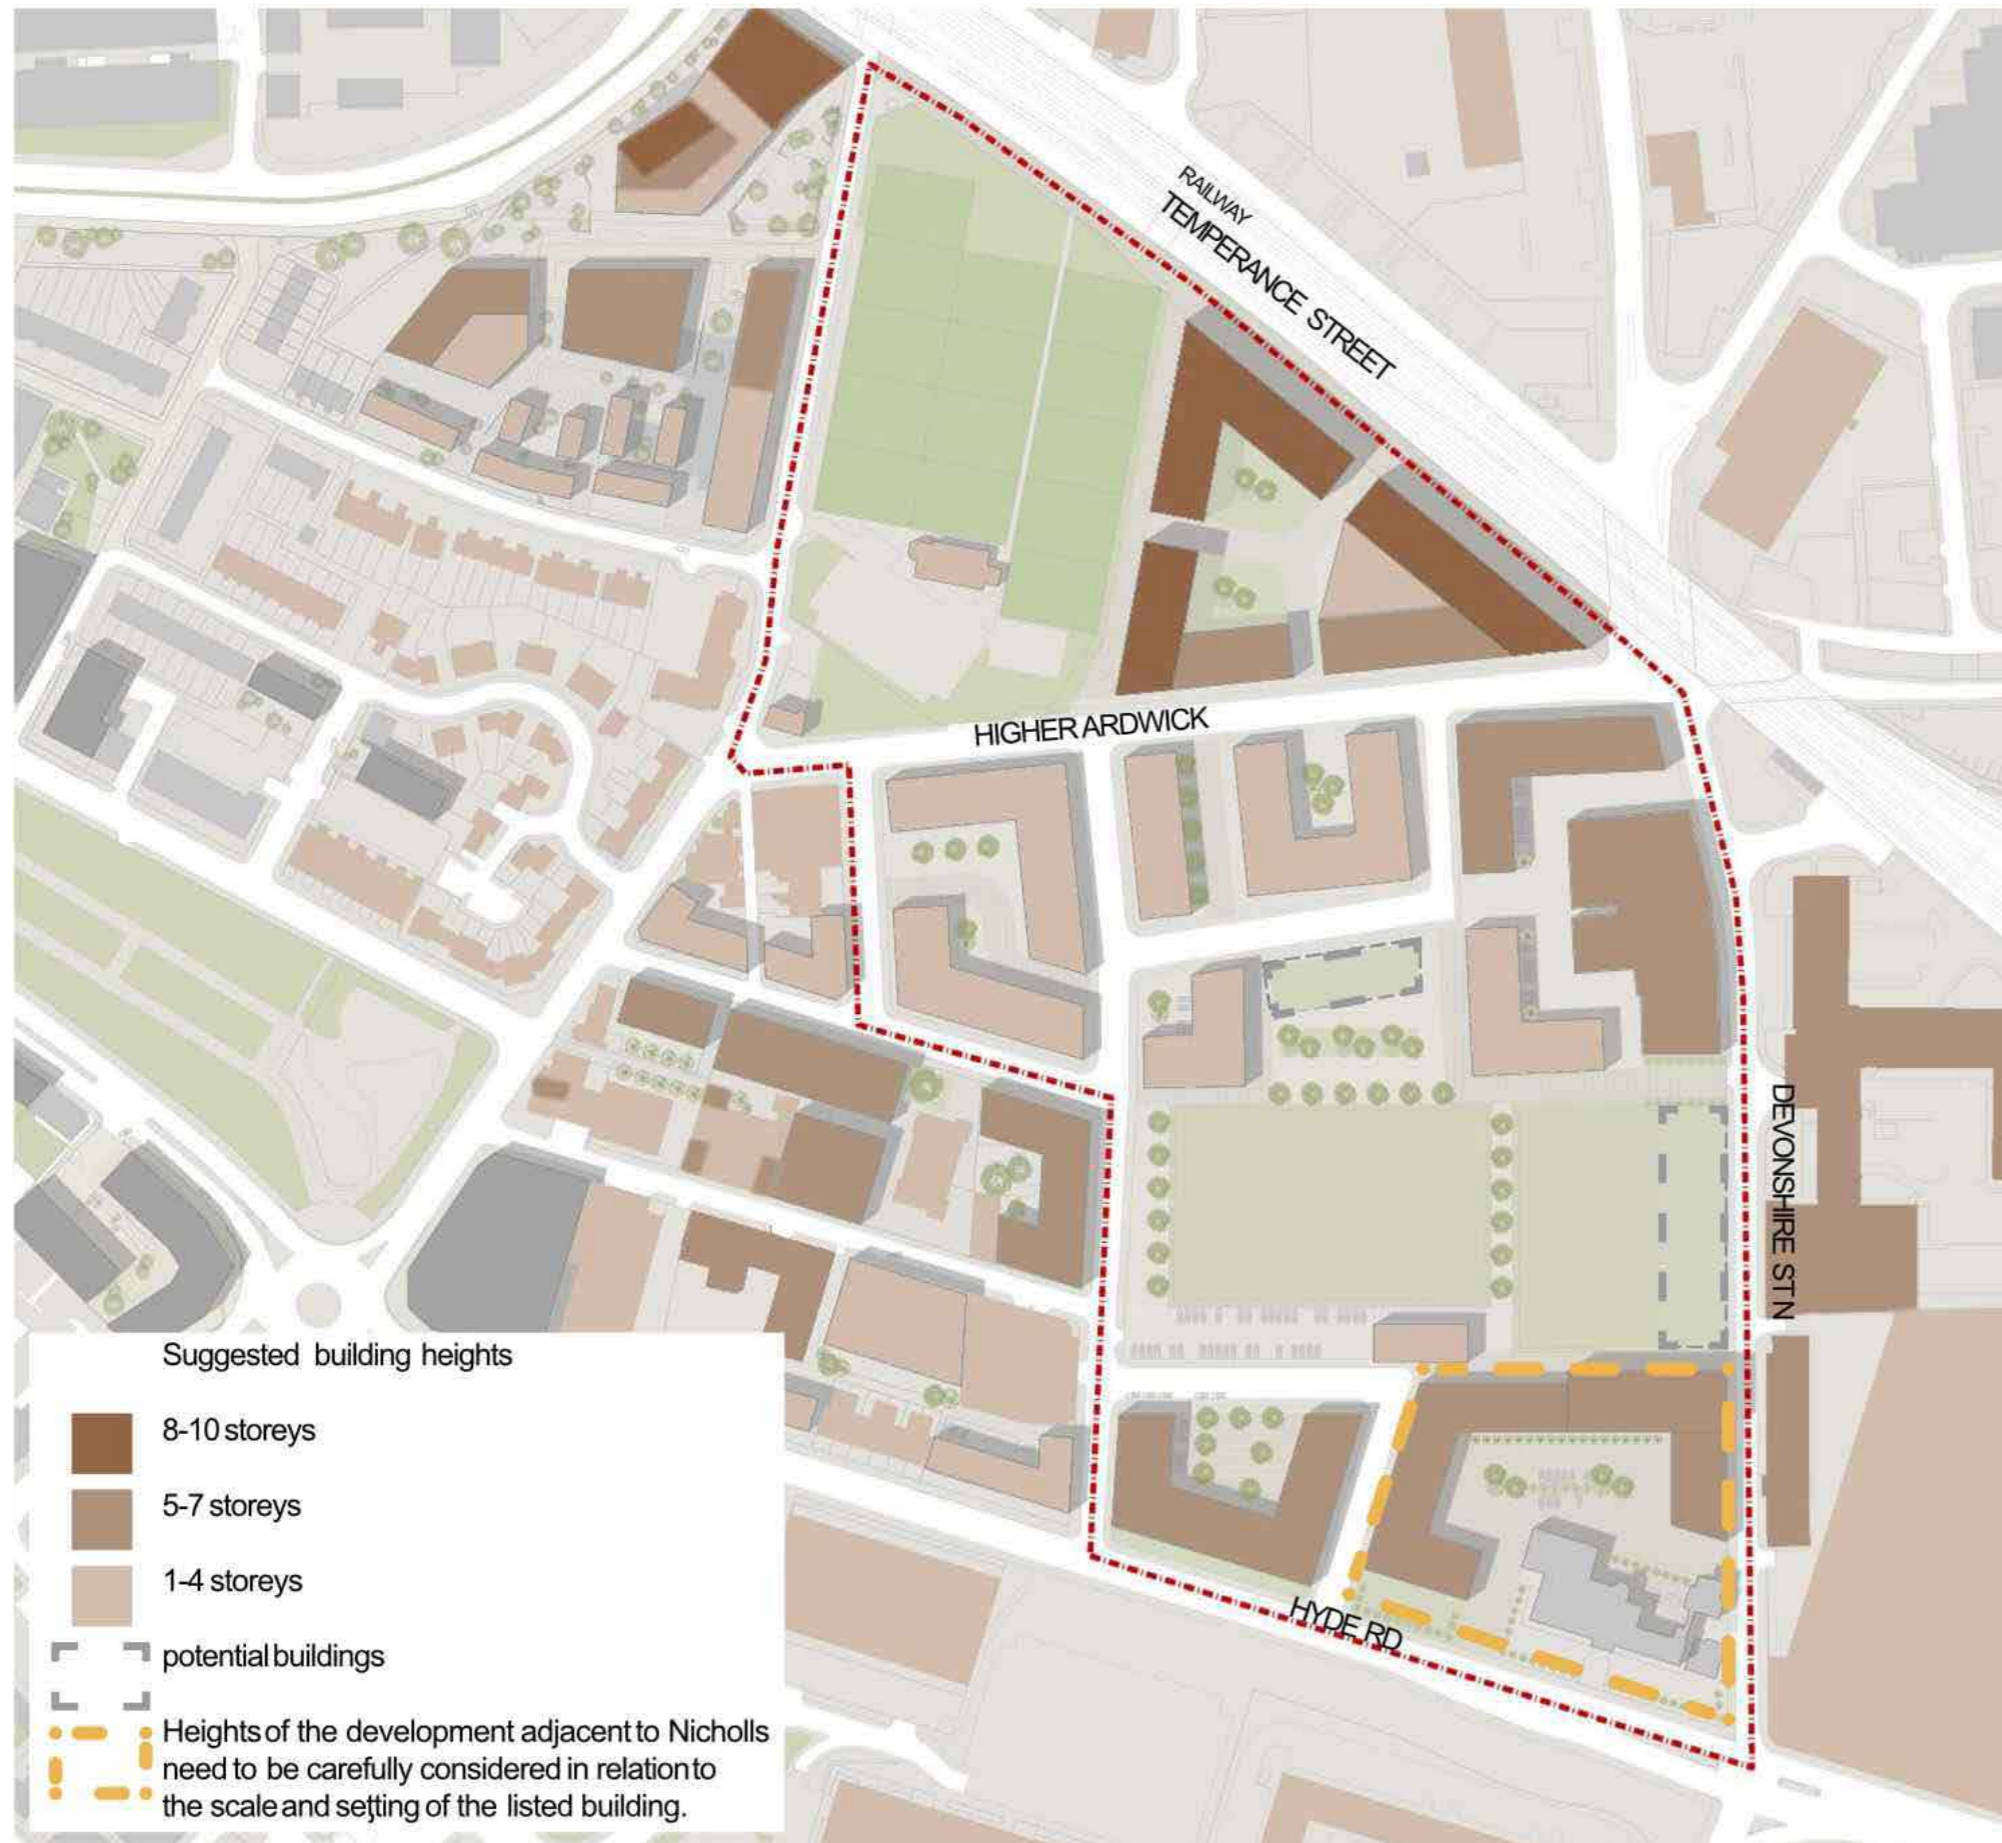 RAILWAY
TEMPERANCE STREET
HIGHER ARDWICK
DEVONSHIRE ST N
HYDE RD
Suggested building heights
8-10 storeys
5-7 storeys
1-4 storeys
potential buildings
Heights of the development adjacent to Nicholls
need to be carefully considered in relation to
the scale and setting of the listed building.